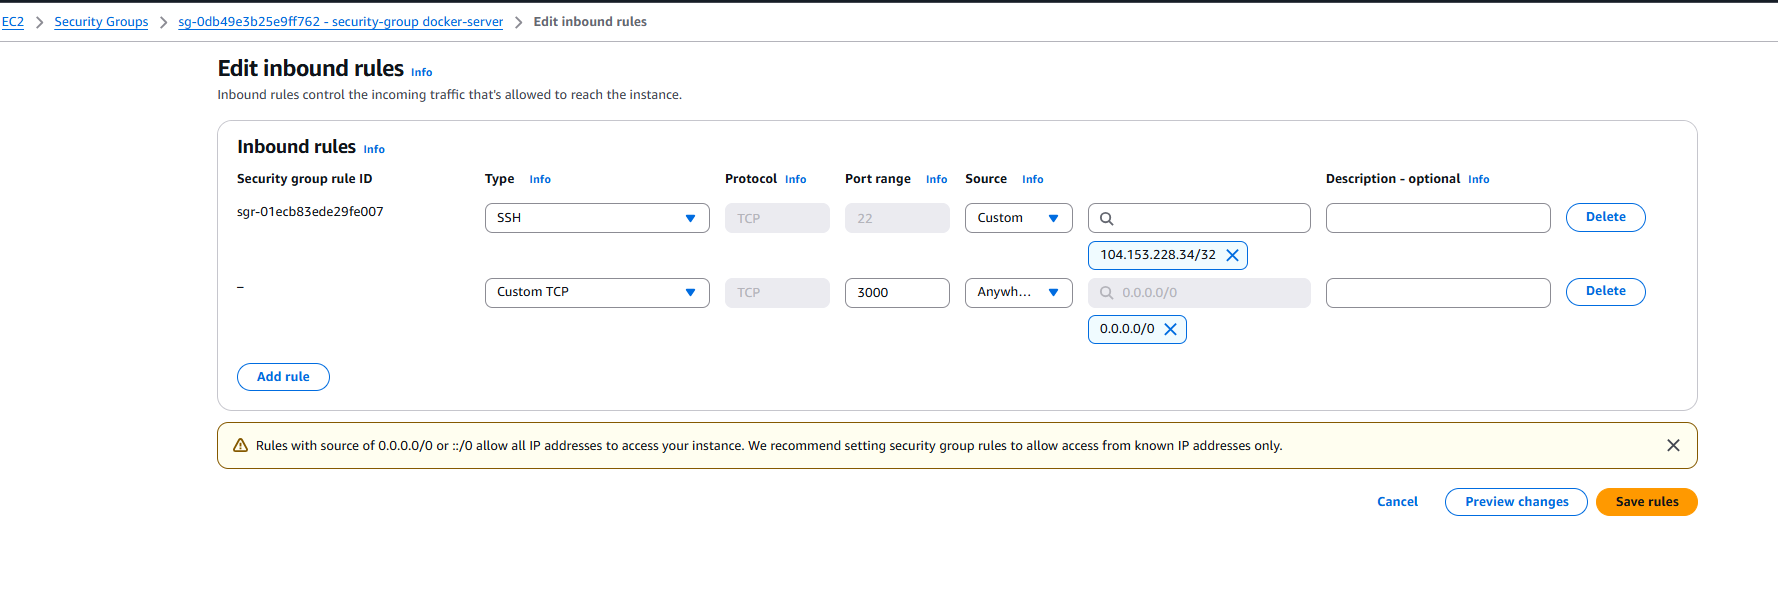 EC2 > Security Groups > sg-0db49e3b25e9ff762 - security-group docker-server > Edit inbound rules
Edit inbound rules Info
Inbound rules control the incoming traffic that's allowed to reach the instance.
Inbound rules Info
Security group rule ID Type Info Protocol Info Port range Info Source Info Description - optional Info
sgr-01ecb83ede29fe007 SSH TCP 22 Custom Delete
104.153.228.34/32
– Custom TCP TCP 3000 Anywh... 0.0.0.0/0 Delete
0.0.0.0/0
Add rule
Rules with source of 0.0.0.0/0 or ::/0 allow all IP addresses to access your instance. We recommend setting security group rules to allow access from known IP addresses only.
Cancel Preview changes Save rules